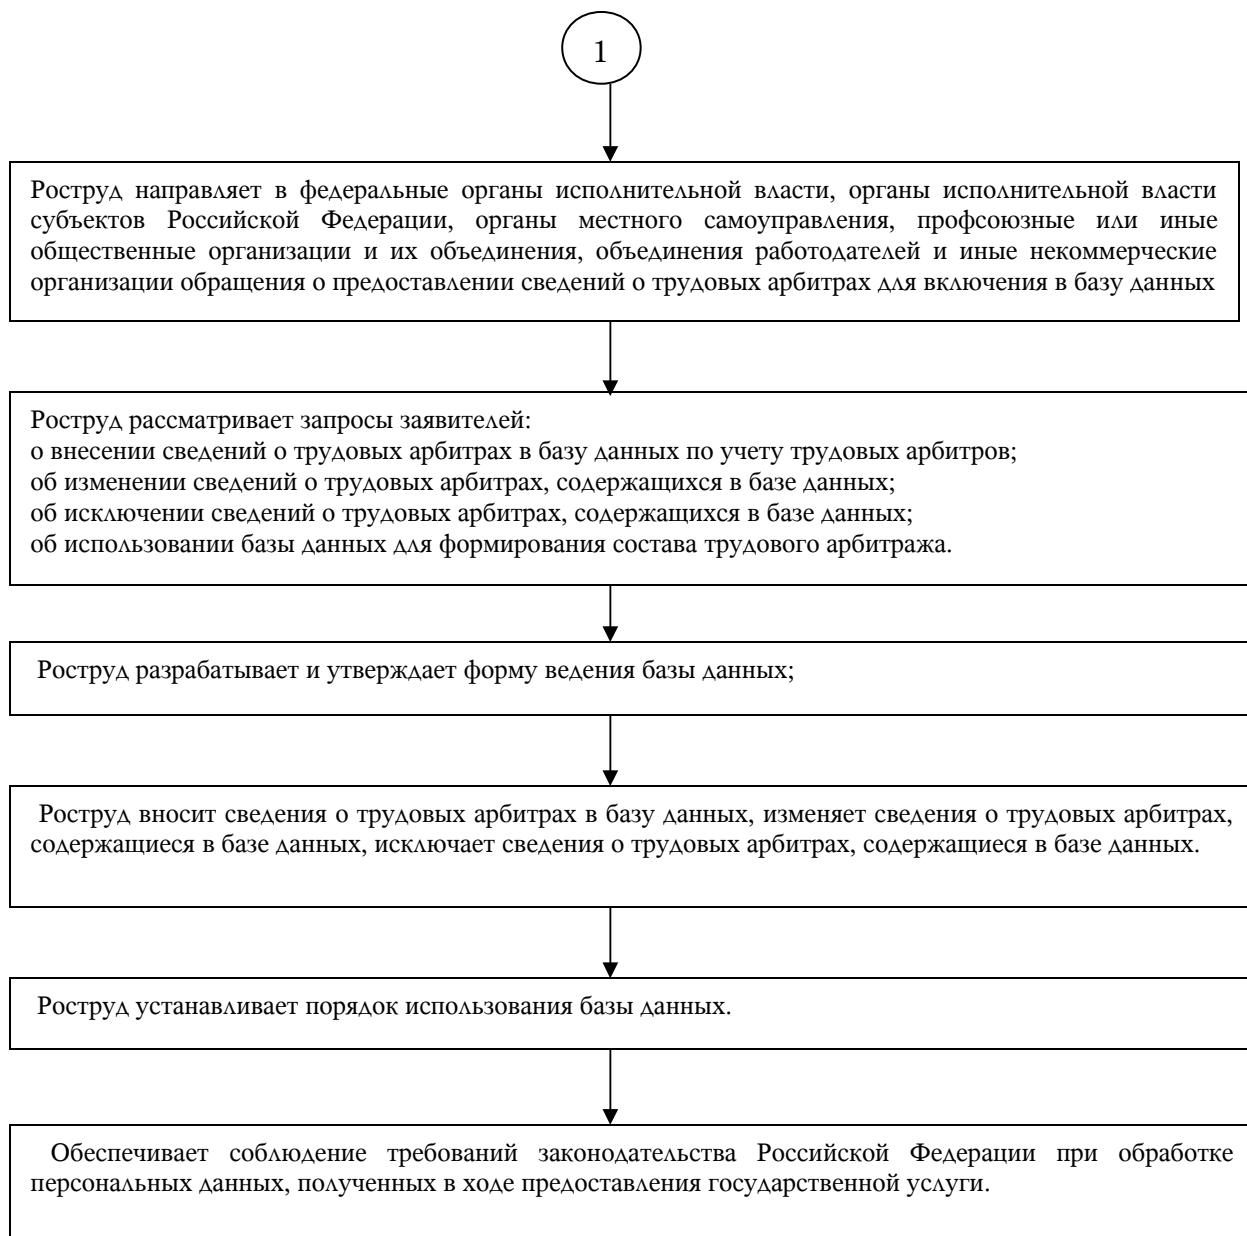 1
Роструд направляет в федеральные органы исполнительной власти, органы исполнительной власти
субъектов Российской Федерации, органы местного самоуправления, профсоюзные или иные
общественные организации и их объединения, объединения работодателей и иные некоммерческие
организации обращения о предоставлении сведений о трудовых арбитрах для включения в базу данных
Роструд рассматривает запросы заявителей:
о внесении сведений о трудовых арбитрах в базу данных по учету трудовых арбитров;
об изменении сведений о трудовых арбитрах, содержащихся в базе данных;
об исключении сведений о трудовых арбитрах, содержащихся в базе данных;
об использовании базы данных для формирования состава трудового арбитража.
Роструд разрабатывает и утверждает форму ведения базы данных;
Роструд вносит сведения о трудовых арбитрах в базу данных, изменяет сведения о трудовых арбитрах,
содержащиеся в базе данных, исключает сведения о трудовых арбитрах, содержащиеся в базе данных.
Роструд устанавливает порядок использования базы данных.
Обеспечивает соблюдение требований законодательства Российской Федерации при обработке
персональных данных, полученных в ходе предоставления государственной услуги.